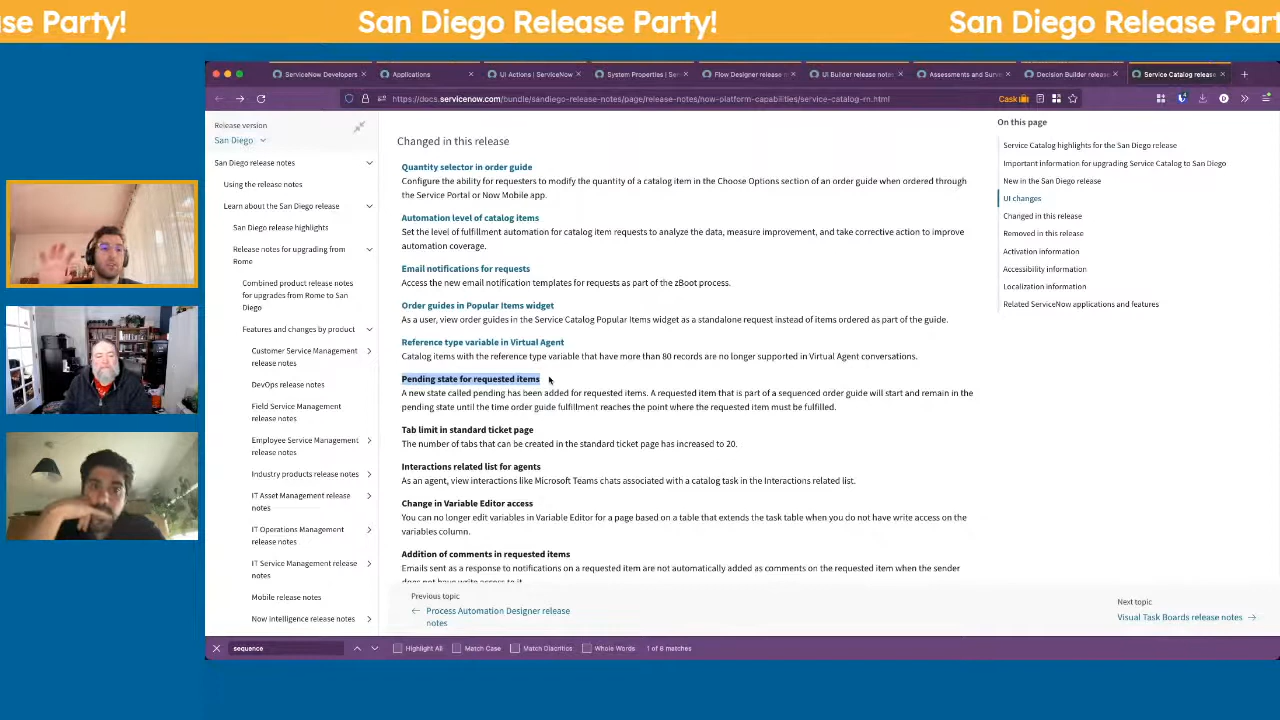 se Party!
San Diego Release Party!
San Diego Release Part
ServiceNow Developers
Applications
UI Actions | ServiceNow
System Properties | Se
Flow Designer release n
UI Builder release notes
Assessments and Surv
Decision Builder release
Service Catalog release
https://docs.servicenow.com/bundle/sandiego-release-notes/page/release-notes/now-platform-capabilities/service-catalog-rn.html
Cask
Release version
San Diego
San Diego release notes
Using the release notes
Learn about the San Diego release
San Diego release highlights
Release notes for upgrading from
Rome
Combined product release notes
for upgrades from Rome to San
Diego
Features and changes by product
Customer Service Management
release notes
DevOps release notes
Field Service Management
release notes
Employee Service Management
release notes
Industry products release notes
IT Asset Management release
notes
IT Operations Management
release notes
IT Service Management release
notes
Mobile release notes
Now Intelligence release notes
Changed in this release
Quantity selector in order guide
Configure the ability for requesters to modify the quantity of a catalog item in the Choose Options section of an order guide when ordered through
the Service Portal or Now Mobile app.
Automation level of catalog items
Set the level of fulfillment automation for catalog item requests to analyze the data, measure improvement, and take corrective action to improve
automation coverage.
Email notifications for requests
Access the new email notification templates for requests as part of the zBoot process.
Order guides in Popular Items widget
As a user, view order guides in the Service Catalog Popular Items widget as a standalone request instead of items ordered as part of the guide.
Reference type variable in Virtual Agent
Catalog items with the reference type variable that have more than 80 records are no longer supported in Virtual Agent conversations.
Pending state for requested items
A new state called pending has been added for requested items. A requested item that is part of a sequenced order guide will start and remain in the
pending state until the time order guide fulfillment reaches the point where the requested item must be fulfilled.
Tab limit in standard ticket page
The number of tabs that can be created in the standard ticket page has increased to 20.
Interactions related list for agents
As an agent, view interactions like Microsoft Teams chats associated with a catalog task in the Interactions related list.
Change in Variable Editor access
You can no longer edit variables in Variable Editor for a page based on a table that extends the task table when you do not have write access on the
variables column.
Addition of comments in requested items
Emails sent as a response to notifications on a requested item are not automatically added as comments on the requested item when the sender
does not have write access to it.
Previous topic
Process Automation Designer release
notes
Next topic
Visual Task Boards release notes
On this page
Service Catalog highlights for the San Diego release
Important information for upgrading Service Catalog to San Diego
New in the San Diego release
UI changes
Changed in this release
Removed in this release
Activation information
Accessibility information
Localization information
Related ServiceNow applications and features
sequence
Highlight All
Match Case
Match Diacritics
Whole Words
1 of 8 matches